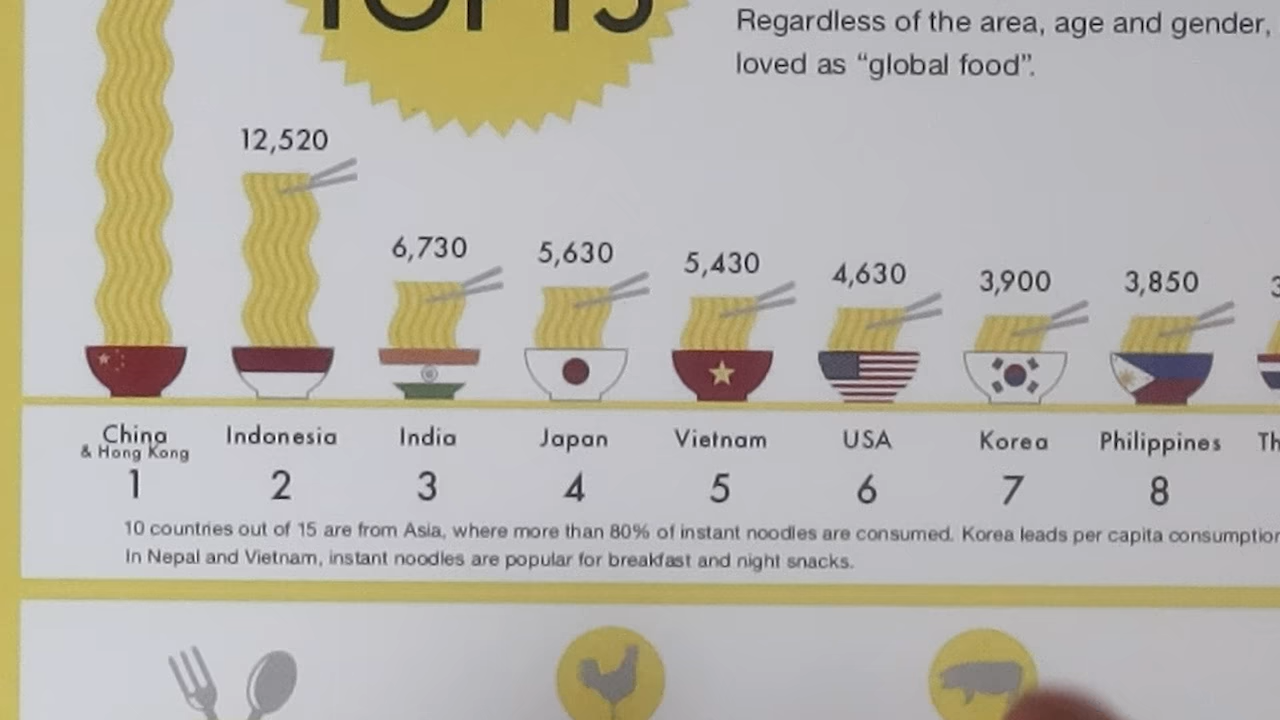 TOP 15
Regardless of the area, age and gender,
loved as “global food”.
12,520
6,730
5,630
5,430
4,630
3,900
3,850
China
& Hong Kong
Indonesia
India
Japan
Vietnam
USA
Korea
Philippines
1
2
3
4
5
6
7
8
10 countries out of 15 are from Asia, where more than 80% of instant noodles are consumed. Korea leads per capita
In Nepal and Vietnam, instant noodles are popular for breakfast and night snacks.